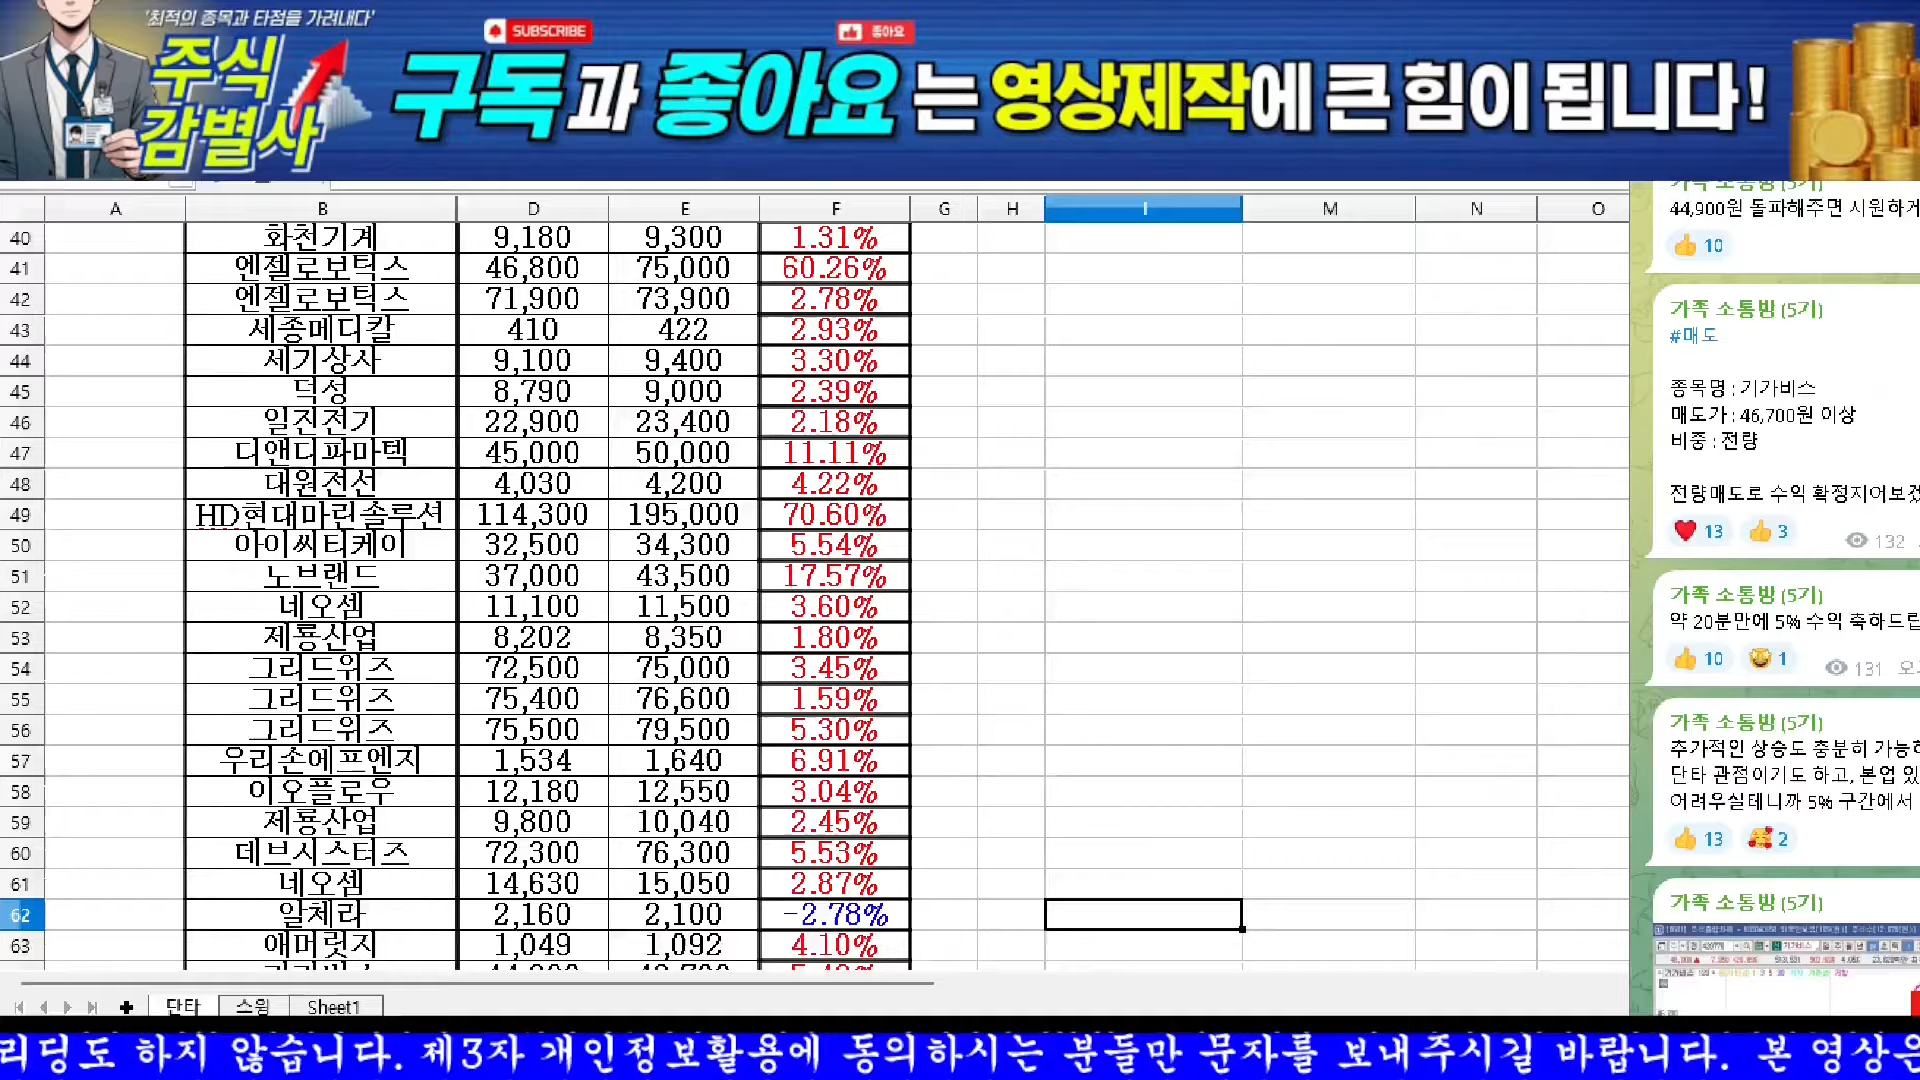 '최적의 종목과 타점을 가려내다'
주식
감별사
SUBSCRIBE
좋아요
구독과 좋아요는 영상제작에 큰 힘이 됩니다!
A B D E F G H I M N O
40 화천기계 9,180 9,300 1.31%
41 엔젤로보틱스 46,800 75,000 60.26%
42 엔젤로보틱스 71,900 73,900 2.78%
43 세종메디칼 410 422 2.93%
44 세기상사 9,100 9,400 3.30%
45 덕성 8,790 9,000 2.39%
46 일진전기 22,900 23,400 2.18%
47 디앤디파마텍 45,000 50,000 11.11%
48 대원전선 4,030 4,200 4.22%
49 HD현대마린솔루션 114,300 195,000 70.60%
50 아이씨티케이 32,500 34,300 5.54%
51 노브랜드 37,000 43,500 17.57%
52 네오셈 11,100 11,500 3.60%
53 제룡산업 8,202 8,350 1.80%
54 그리드위즈 72,500 75,000 3.45%
55 그리드위즈 75,400 76,600 1.59%
56 그리드위즈 75,500 79,500 5.30%
57 우리손에프앤지 1,534 1,640 6.91%
58 이오플로우 12,180 12,550 3.04%
59 제룡산업 9,800 10,040 2.45%
60 데브시스터즈 72,300 76,300 5.53%
61 네오셈 14,630 15,050 2.87%
62 알체라 2,160 2,100 -2.78%
63 애머릿지 1,049 1,092 4.10%
단타 스윙 Sheet1
가족 소통방 (5기)
44,900원 돌파해주면 시원하게
10
가족 소통방 (5기)
#매도
종목명 : 기가비스
매도가 : 46,700원 이상
비중 : 전량
전량매도로 수익 확정지어보겠
13 3 132
가족 소통방 (5기)
약 20분만에 5% 수익 축하드립
10 1 131 오
가족 소통방 (5기)
추가적인 상승도 충분히 가능하
단타 관점이기도 하고, 본업 있
어려우실테니까 5% 구간에서
13 2
가족 소통방 (5기)
리딩도 하지 않습니다. 제3자 개인정보활용에 동의하시는 분들만 문자를 보내주시길 바랍니다. 본 영상은